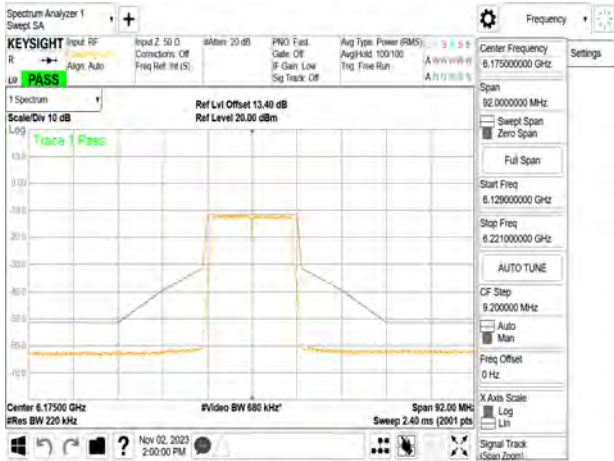 Spectrum Analyzer 1
Swept SA
+
Frequency
KEYSIGHT
Input: RF
Input Z: 50 Ω
#Atten: 20 dB
PNO: Fast
Avg Type: Power (RMS)
Corrections: Off
Gate: Off
Avg|Hold: 100/100
R
Align: Auto
Freq Ref: Int (S)
IF Gain: Low
Trig: Free Run
Sig Track: Off
PASS
1 Spectrum
Ref Lvl Offset 13.40 dB
Scale/Div 10 dB
Ref Level 20.00 dBm
Log
Trace 1 Pass
Center 6.17500 GHz
#Video BW 680 kHz*
Span 92.00 MHz
#Res BW 220 kHz
Sweep 2.40 ms (2001 pts)
Nov 02, 2023
2:00:00 PM
?
Center Frequency
6.175000000 GHz
Settings
Span
92.0000000 MHz
Swept Span
Zero Span
Full Span
Start Freq
6.129000000 GHz
Stop Freq
6.221000000 GHz
AUTO TUNE
CF Step
9.200000 MHz
Auto
Man
Freq Offset
0 Hz
X Axis Scale
Log
Lin
Signal Track
(Span Zoom)